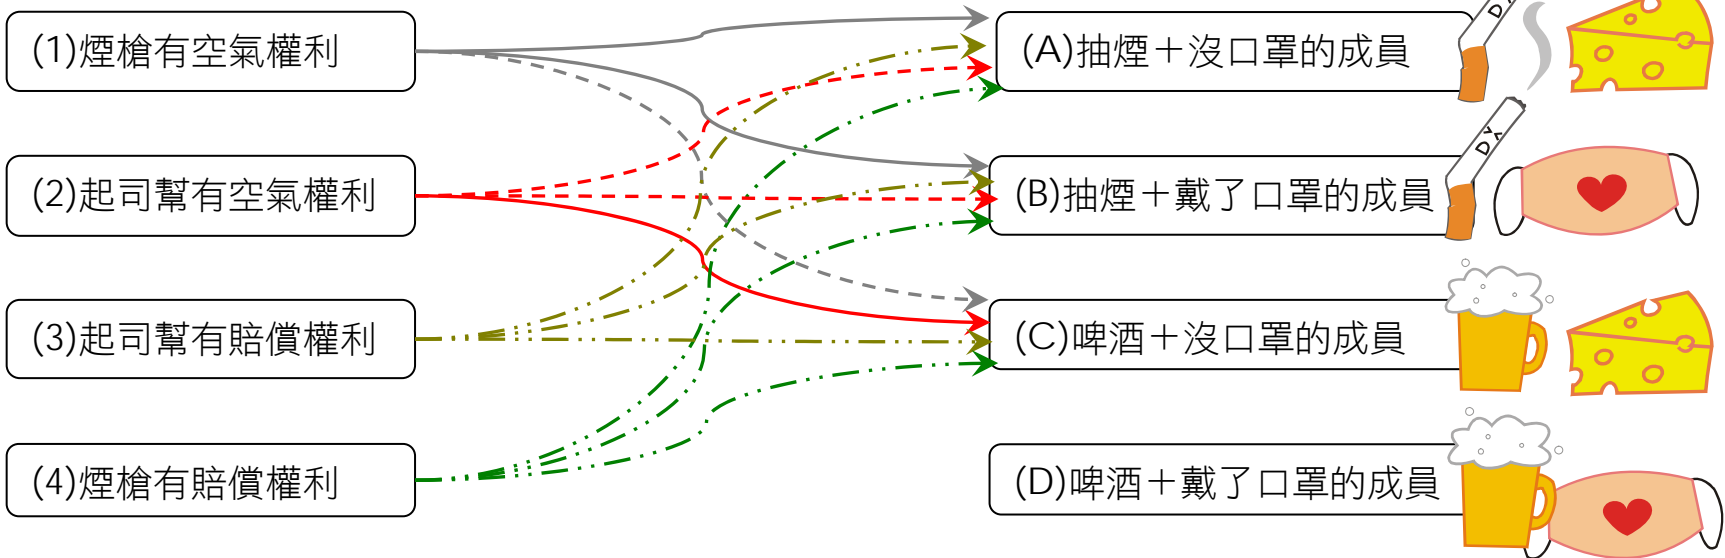 (1)煙槍有空氣權利
(A)抽煙＋沒口罩的成員
(2)起司幫有空氣權利
(B)抽煙＋戴了口罩的成員
(3)起司幫有賠償權利
(C)啤酒＋沒口罩的成員
(4)煙槍有賠償權利
(D)啤酒＋戴了口罩的成員